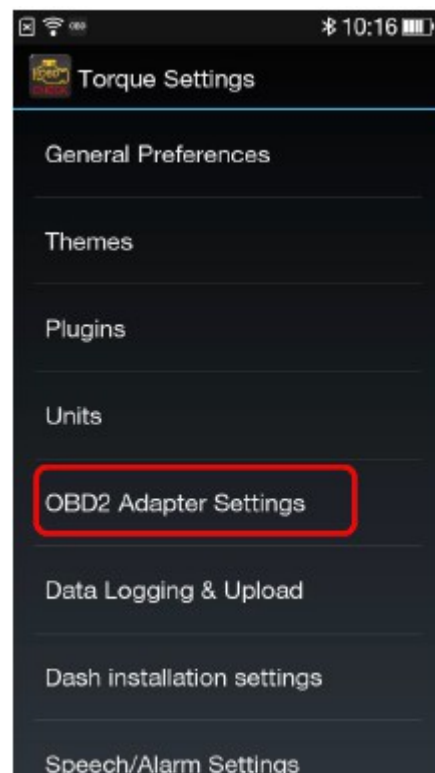 10:16
Torque Settings
General Preferences
Themes
Plugins
Units
OBD2 Adapter Settings
Data Logging & Upload
Dash installation settings
Speech/Alarm Settings